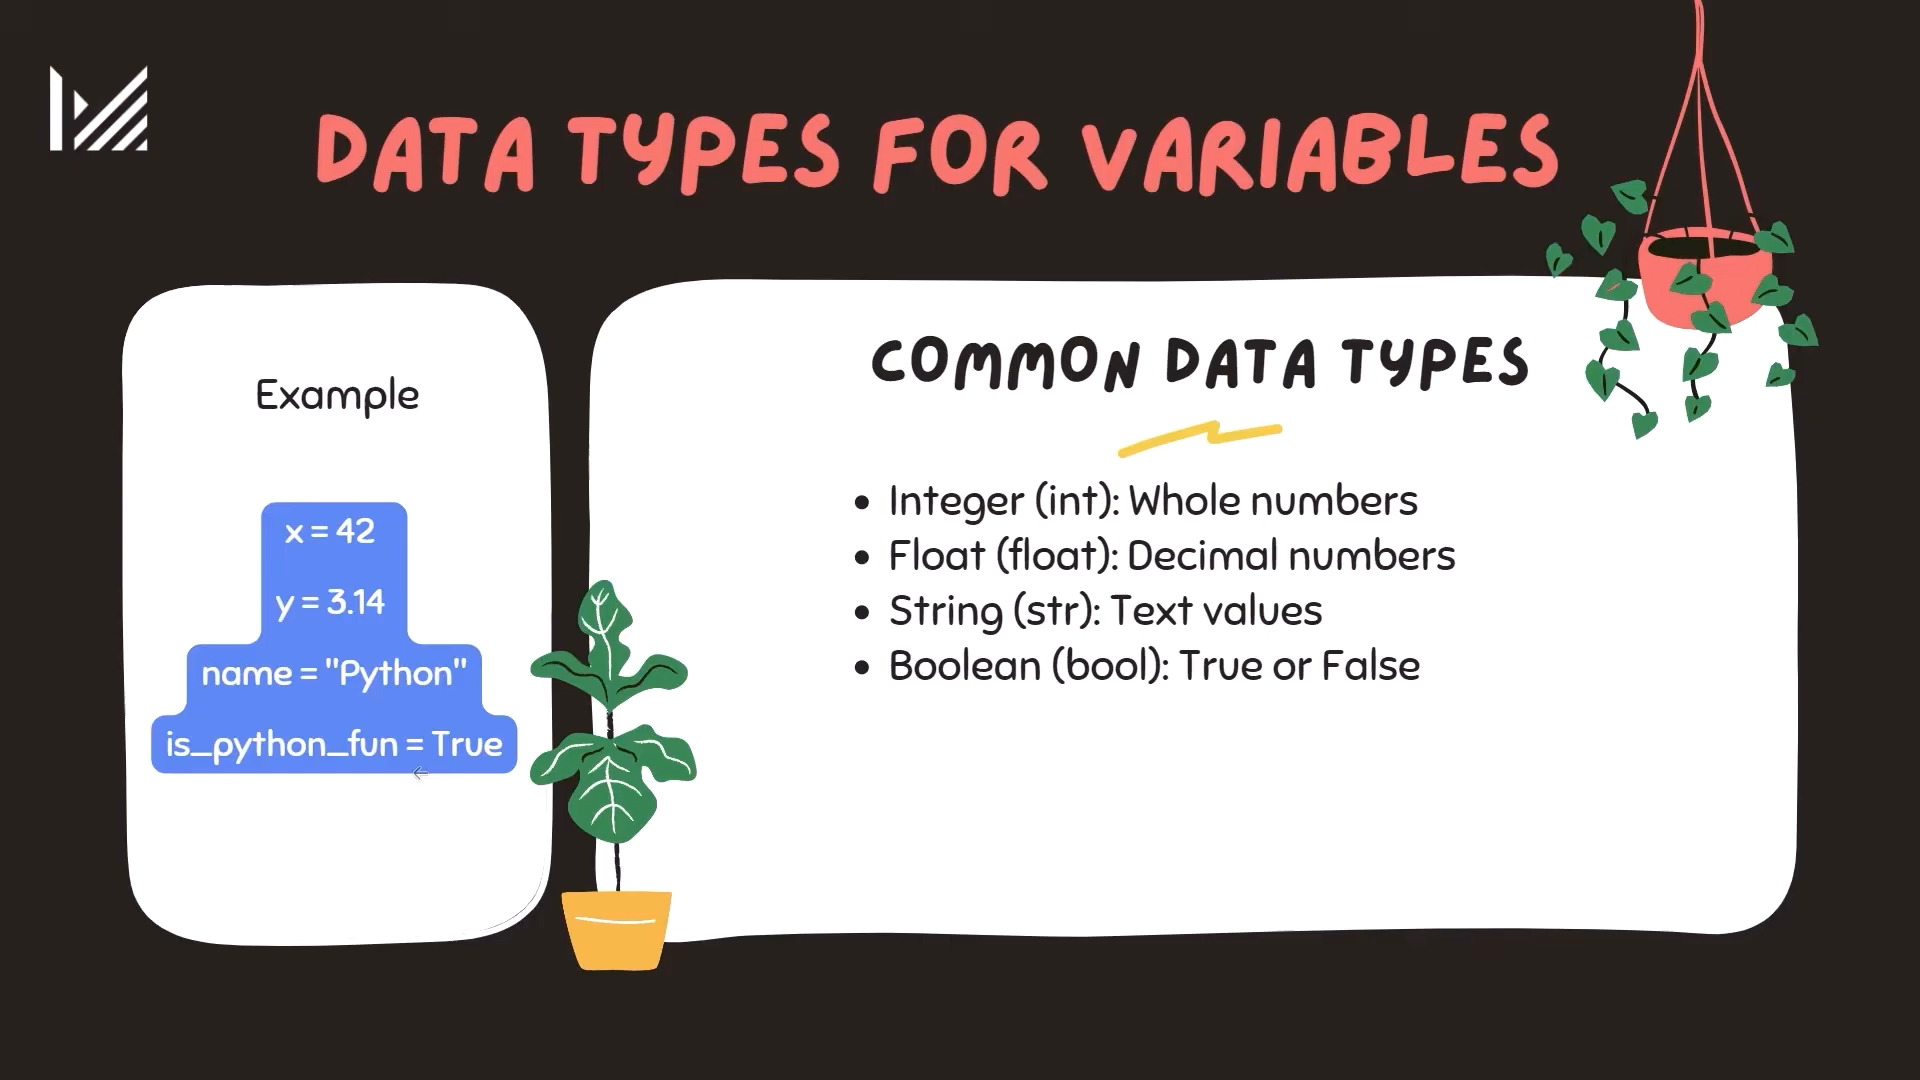 DATA TYPES FOR VARIABLES
Example
x = 42
y = 3.14
name = "Python"
is_python_fun = True
COMMON DATA TYPES
• Integer (int): Whole numbers
• Float (float): Decimal numbers
• String (str): Text values
• Boolean (bool): True or False